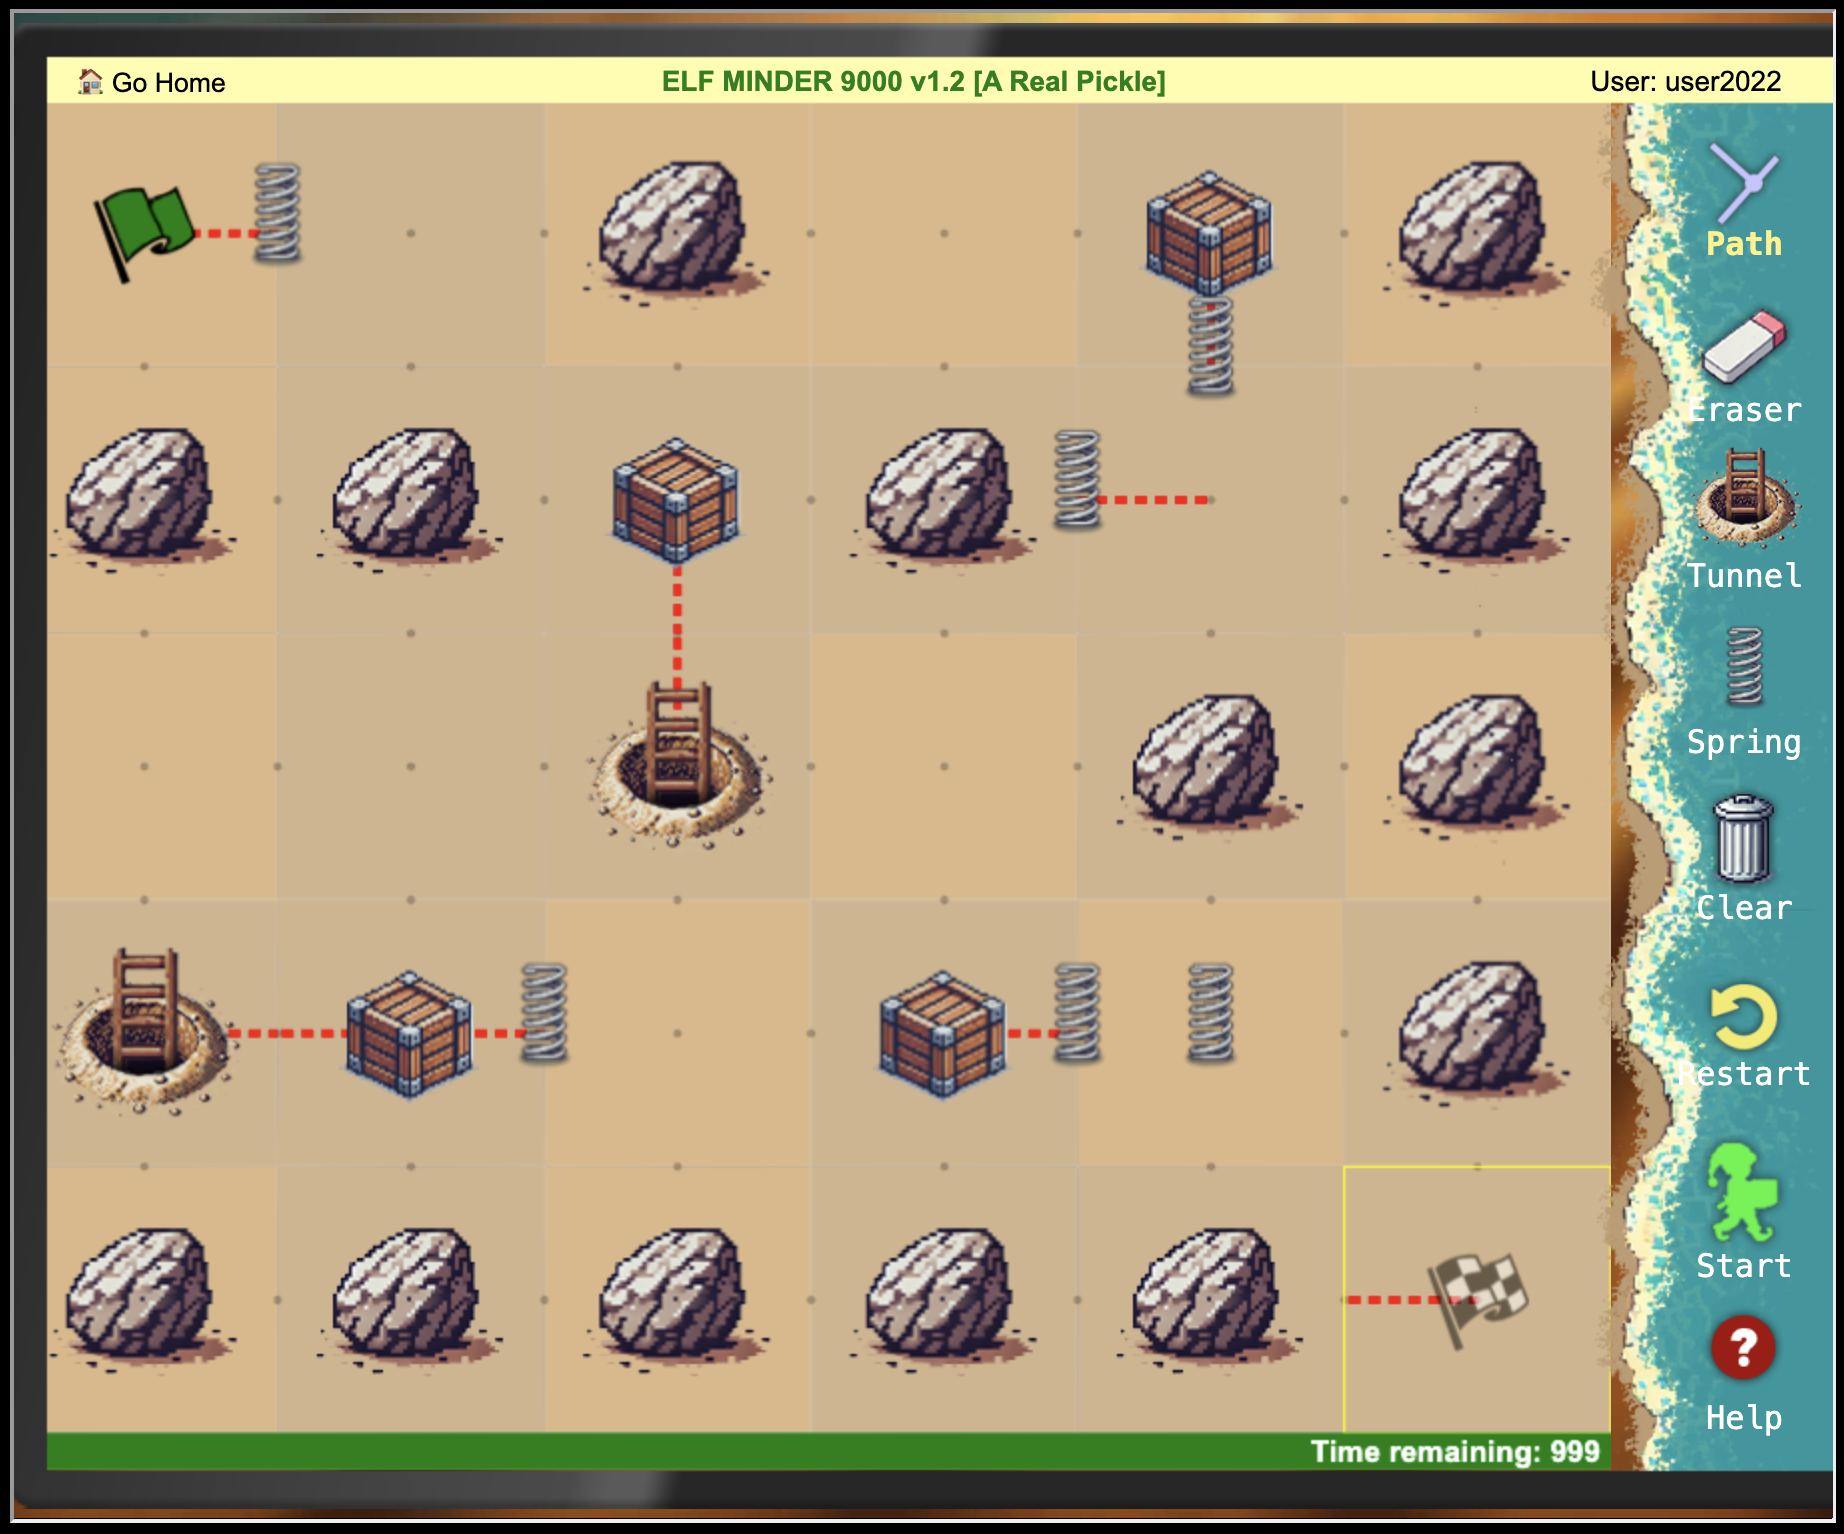 Go Home
ELF MINDER 9000 v1.2 [A Real Pickle]
User: user2022
Path
Eraser
Tunnel
Spring
Clear
Restart
Start
?
Help
Time remaining: 999